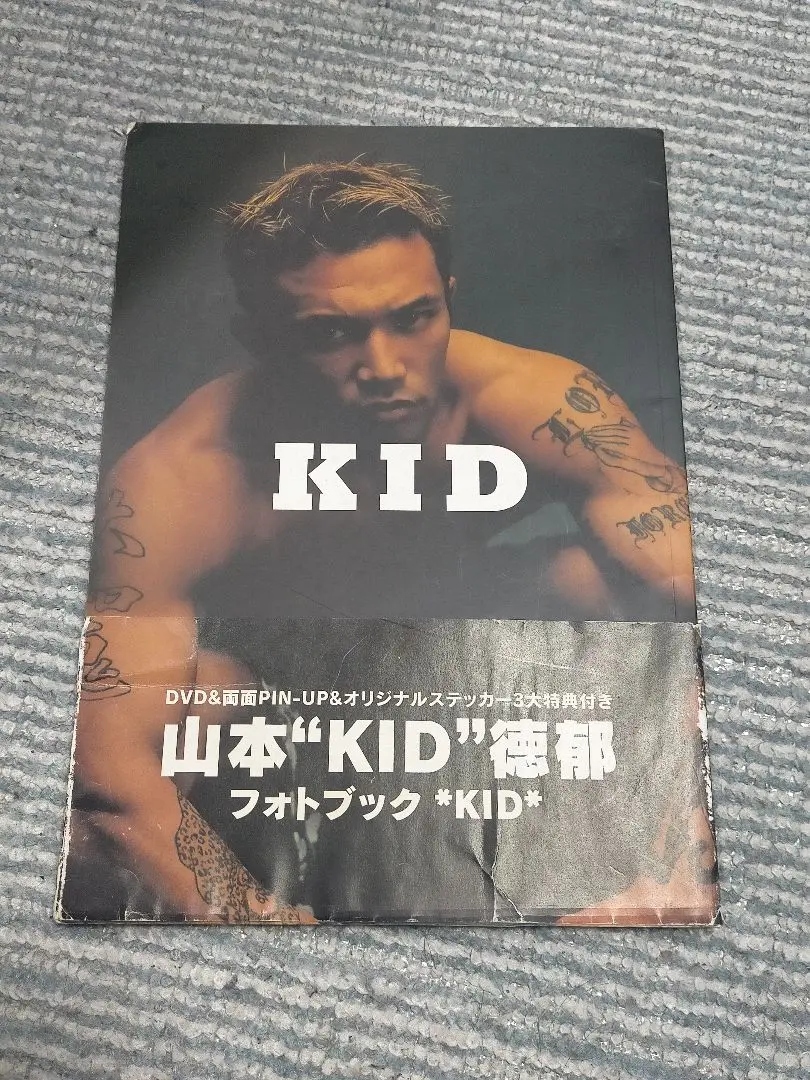 KID
DVD&両面PIN-UP&オリジナルステッカー3大特典付き
山本“KID”徳郁
フォトブック *KID*